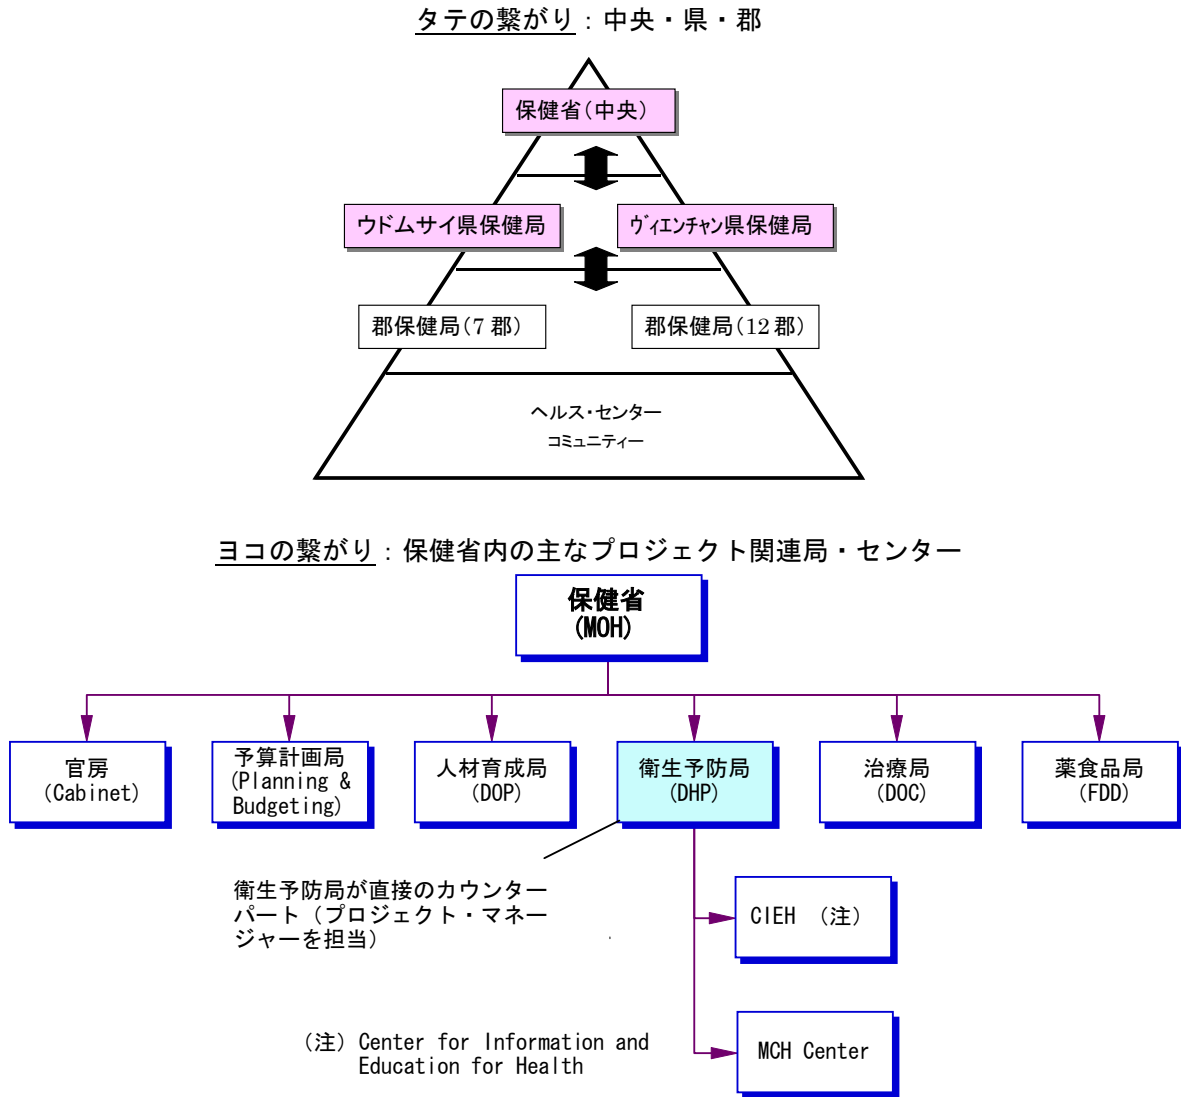 タテの繋がり：中央・県・郡
保健省（中央）
ウドムサイ県保健局
ヴィエンチャン県保健局
郡保健局（7 郡）
郡保健局（12 郡）
ヘルス・センター
コミュニティー
ヨコの繋がり：保健省内の主なプロジェクト関連局・センター
保健省
(MOH)
官房
(Cabinet)
予算計画局
(Planning &
Budgeting)
人材育成局
(DOP)
衛生予防局
(DHP)
治療局
(DOC)
薬食品局
(FDD)
衛生予防局が直接のカウンター
パート（プロジェクト・マネー
ジャーを担当）
CIEH （注）
（注）Center for Information and
Education for Health
MCH Center